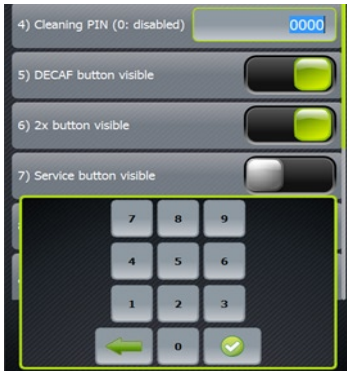 4) Cleaning PIN (0: disabled) 0000
5) DECAF button visible
6) 2x button visible
7) Service button visible
7 8 9
4 5 6
1 2 3
0